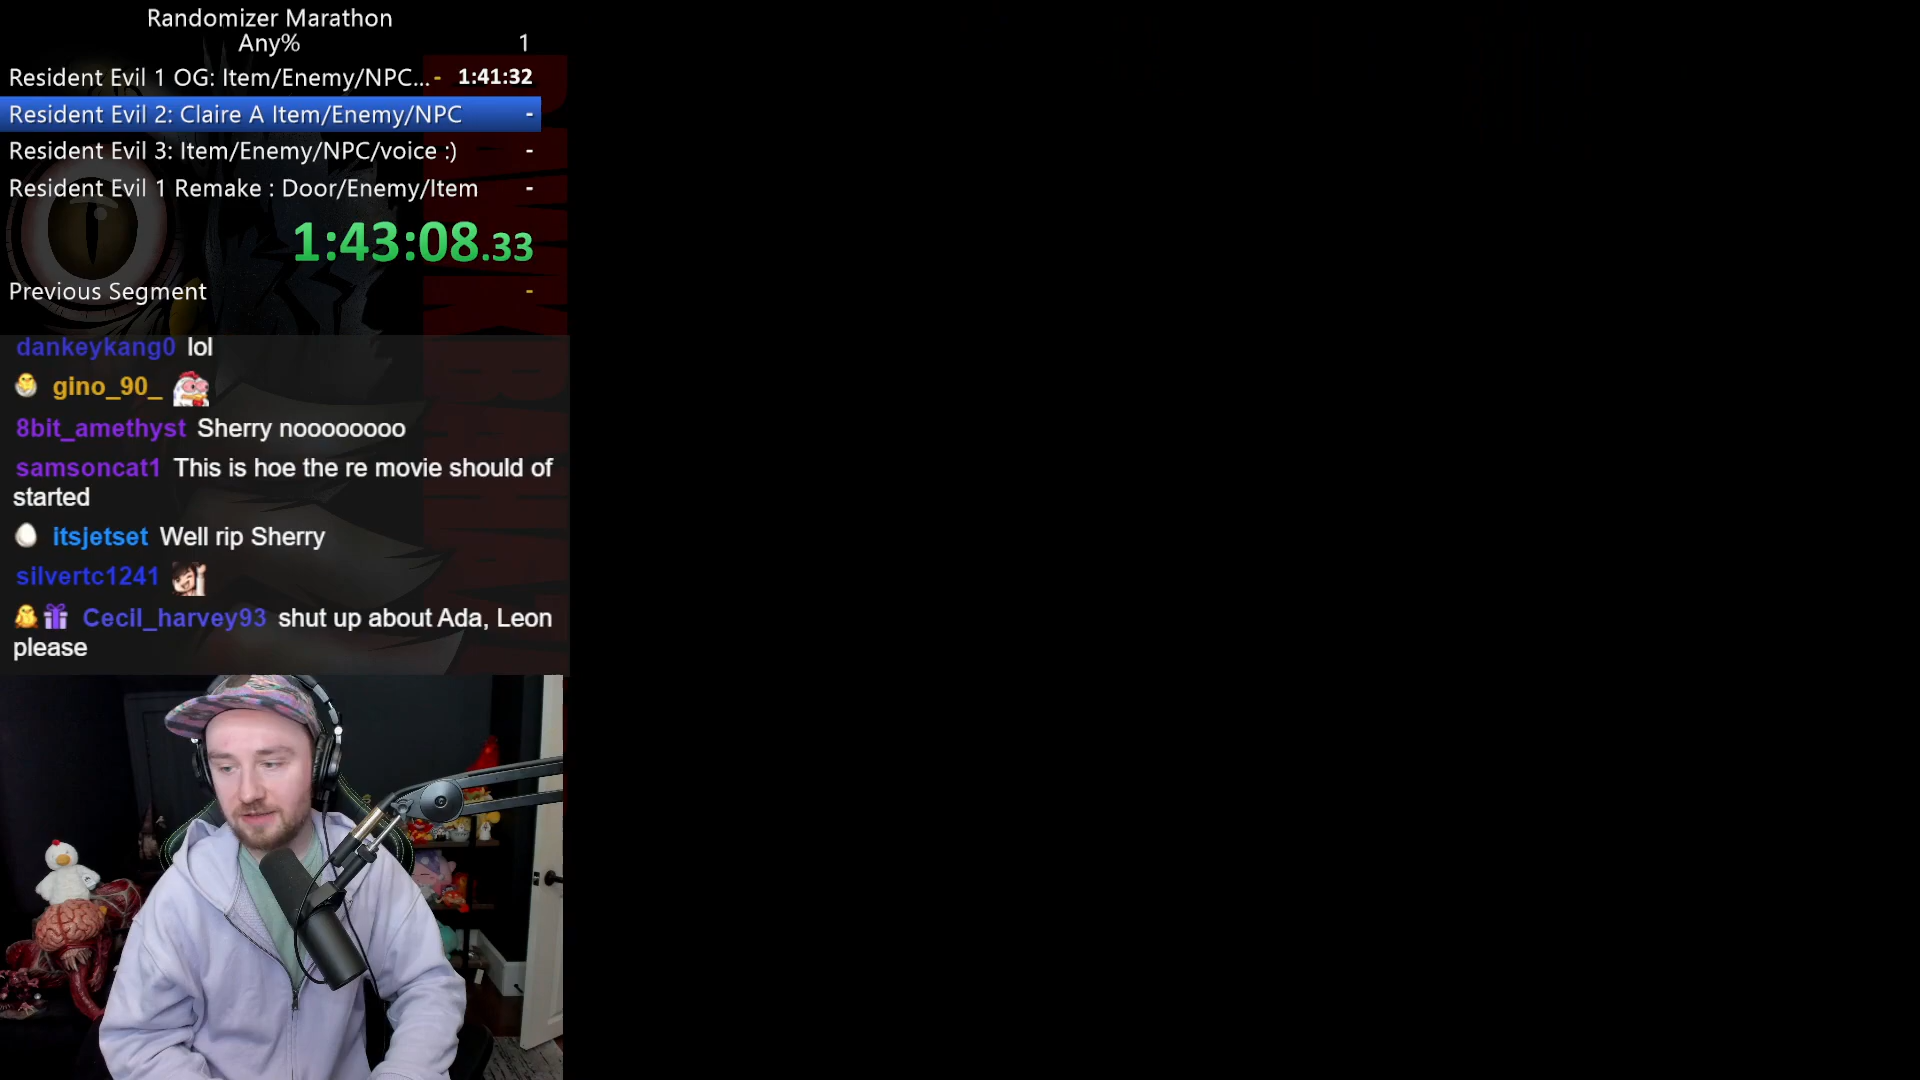 Randomizer Marathon
Any% 1
Resident Evil 1 OG: Item/Enemy/NPC... - 1:41:32
Resident Evil 2: Claire A Item/Enemy/NPC -
Resident Evil 3: Item/Enemy/NPC/voice :) -
Resident Evil 1 Remake : Door/Enemy/Item -
1:43:08.33
Previous Segment -
dankeykang0 lol
gino_90_
8bit_amethyst Sherry noooooooo
samsoncat1 This is hoe the re movie should of
started
itsjetset Well rip Sherry
silvertc1241
Cecil_harvey93 shut up about Ada, Leon
please